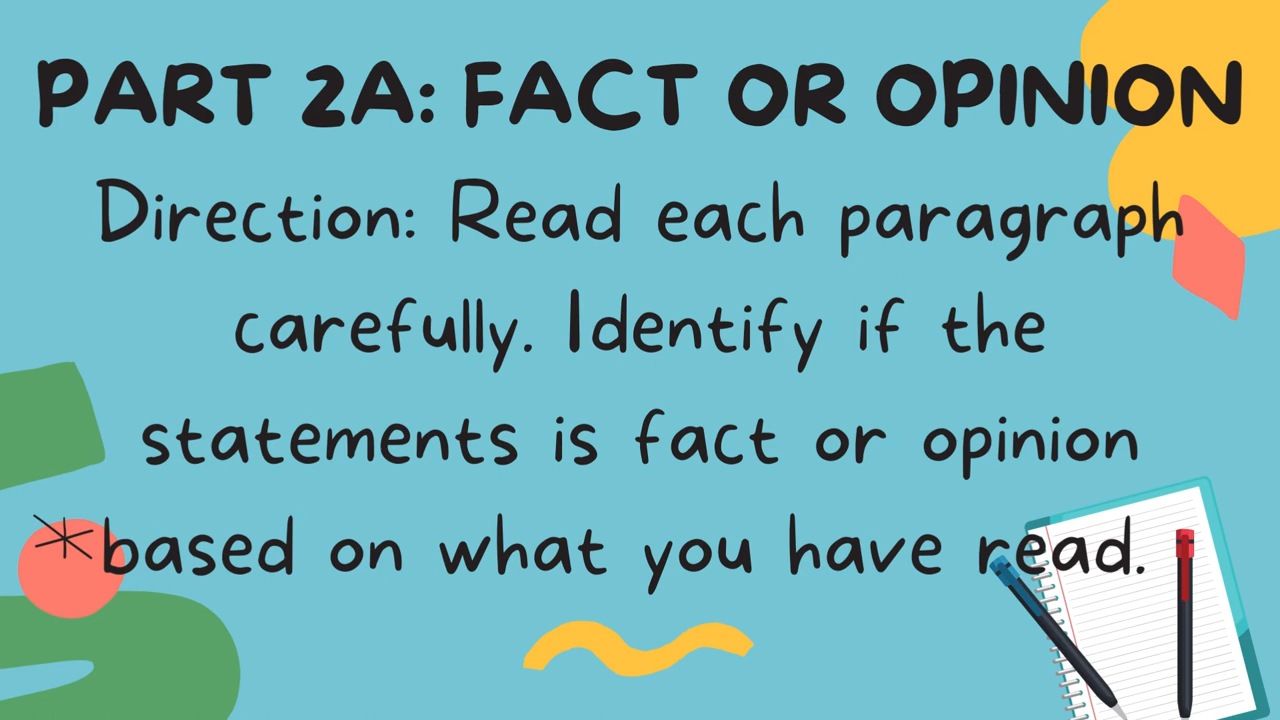 PART 2A: FACT OR OPINION
Direction: Read each paragraph
carefully. Identify if the
statements is fact or opinion
based on what you have read.